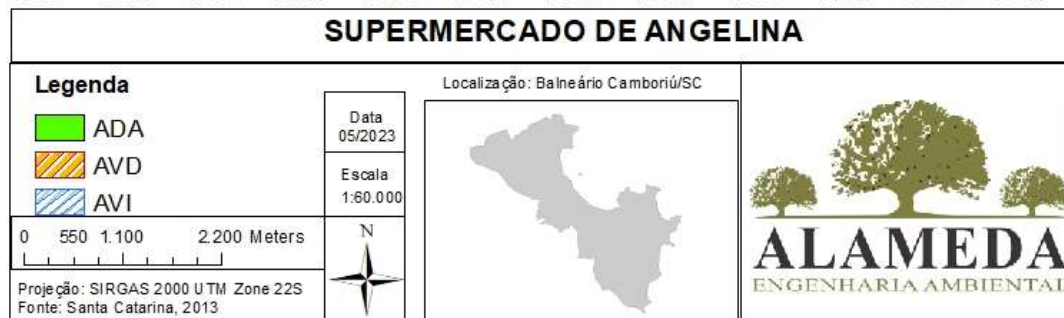 SUPERMERCADO DE ANGELINA
Legenda
ADA
AVD
AVI
0 550 1.100 2.200 Meters
Projeção: SIRGAS 2000 UTM Zone 22S
Fonte: Santa Catarina, 2013
Data
05/2023
Escala
1:60.000
N
Localização: Balneário Camboriú/SC
ALAMEDA
ENGENHARIA AMBIENTAL